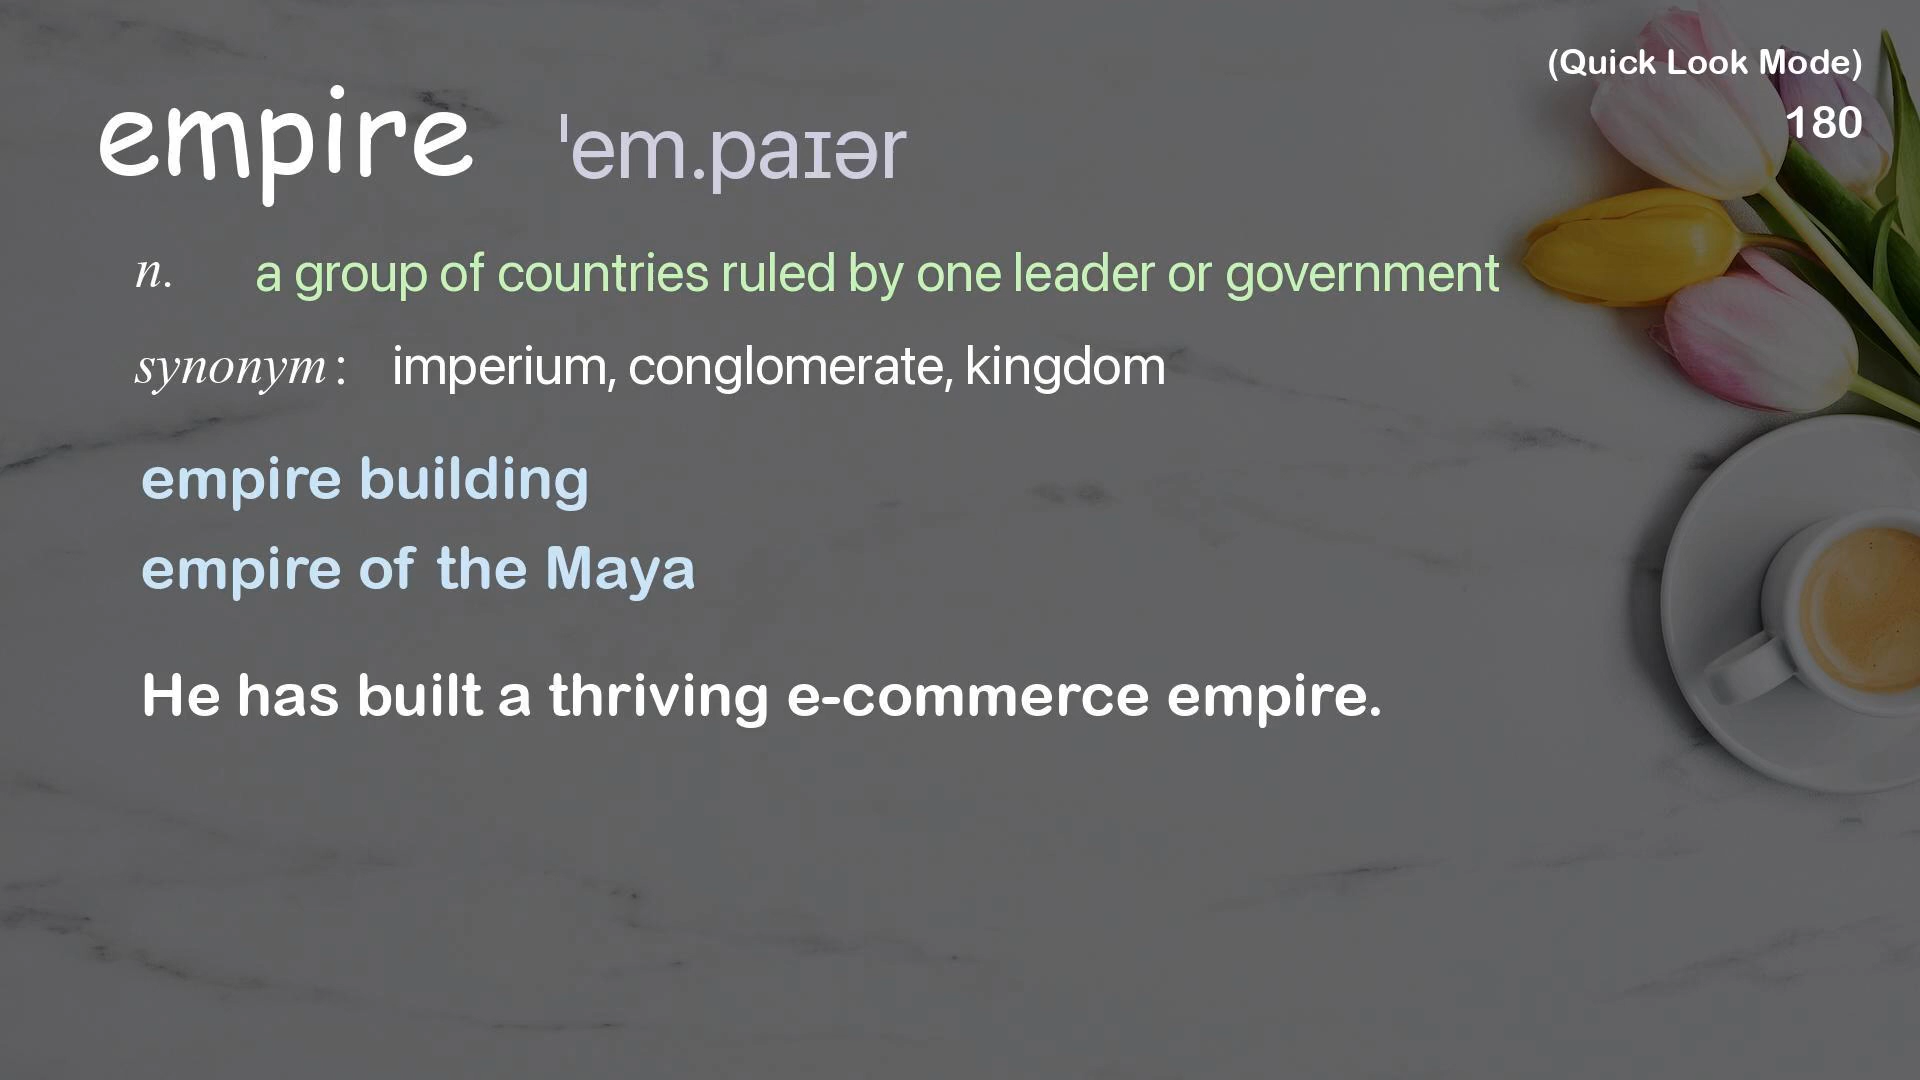 (Quick Look Mode)
180
empire ˈem.paɪər
n. a group of countries ruled by one leader or government
synonym: imperium, conglomerate, kingdom
empire building
empire of the Maya
He has built a thriving e-commerce empire.